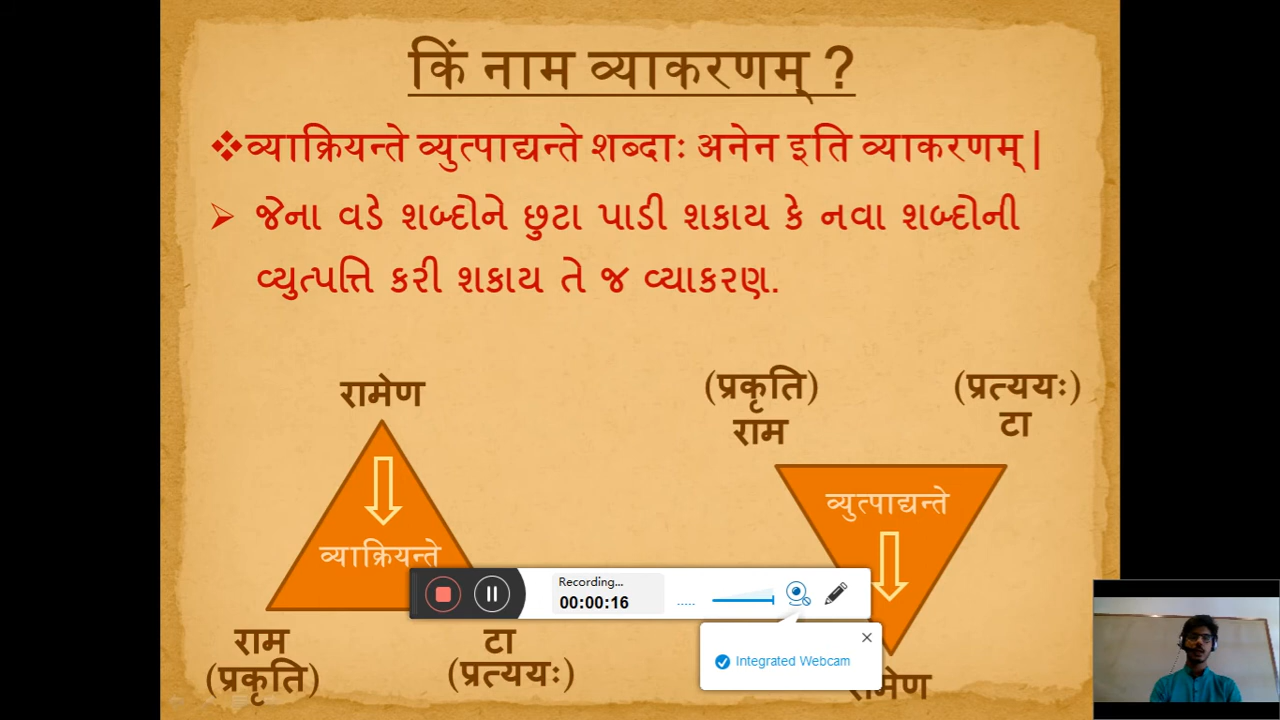 किं नाम व्याकरणम् ?
❖व्याक्रियन्ते व्युत्पाद्यन्ते शब्दाः अनेन इति व्याकरणम् |
➢ જેના વડે શબ્દોને છુટા પાડી શકાય કે નવા શબ્દોની
વ્યુત્પત્તિ કરી શકાય તે જ વ્યાકરણ.
रामेण
व्याक्रियन्ते
राम
(प्रकृति)
टा
(प्रत्ययः)
(प्रकृति)
राम
(प्रत्ययः)
टा
व्युत्पाद्यन्ते
रामेण
Recording...
00:00:16
Integrated Webcam